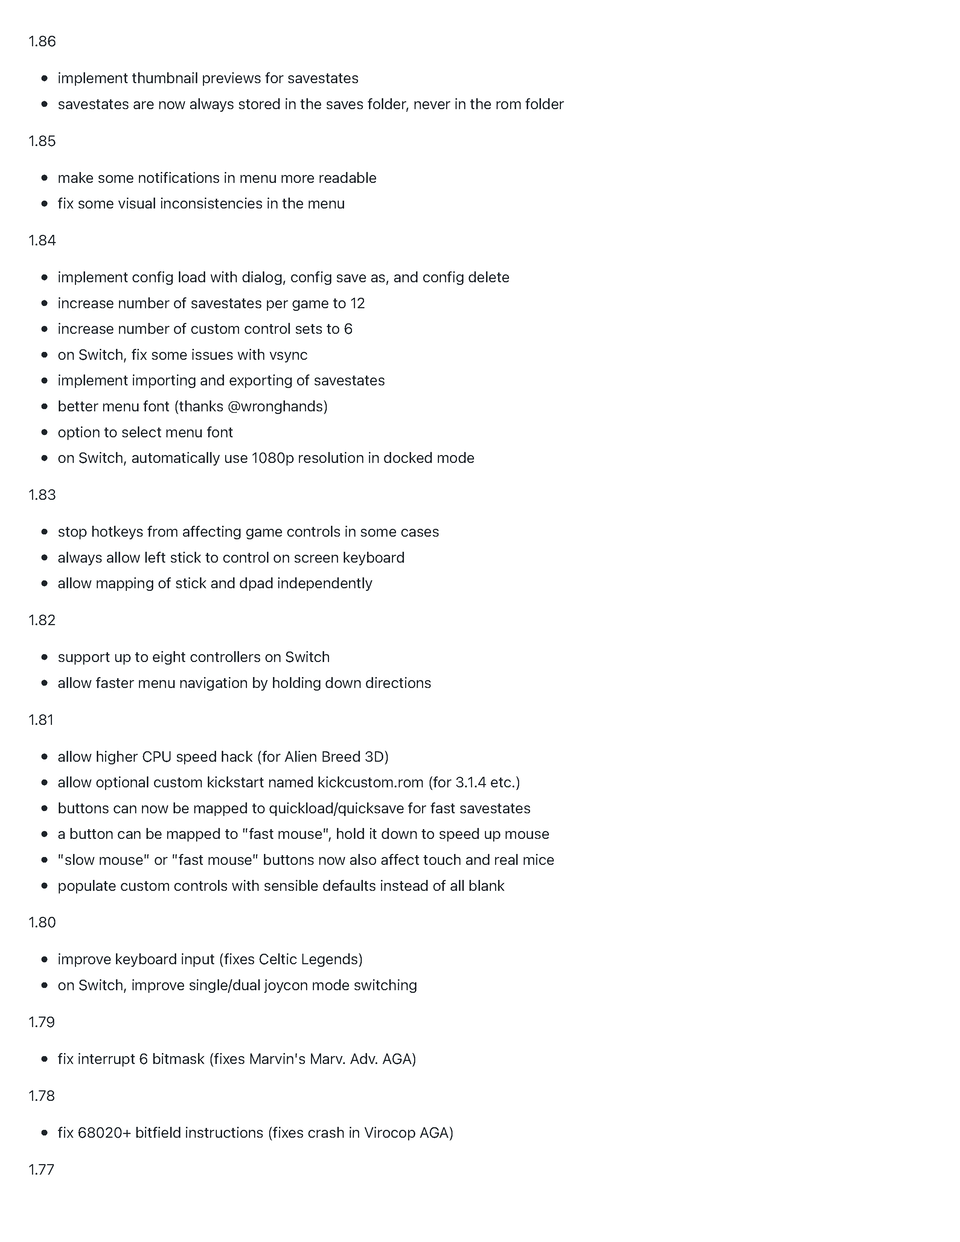 1.86
• implement thumbnail previews for savestates
• savestates are now always stored in the saves folder, never in the rom folder
1.85
• make some notifications in menu more readable
• fix some visual inconsistencies in the menu
1.84
• implement config load with dialog, config save as, and config delete
• increase number of savestates per game to 12
• increase number of custom control sets to 6
• on Switch, fix some issues with vsync
• implement importing and exporting of savestates
• better menu font (thanks @wronghands)
• option to select menu font
• on Switch, automatically use 1080p resolution in docked mode
1.83
• stop hotkeys from affecting game controls in some cases
• always allow left stick to control on screen keyboard
• allow mapping of stick and dpad independently
1.82
• support up to eight controllers on Switch
• allow faster menu navigation by holding down directions
1.81
• allow higher CPU speed hack (for Alien Breed 3D)
• allow optional custom kickstart named kickcustom.rom (for 3.1.4 etc.)
• buttons can now be mapped to quickload/quicksave for fast savestates
• a button can be mapped to "fast mouse", hold it down to speed up mouse
• "slow mouse" or "fast mouse" buttons now also affect touch and real mice
• populate custom controls with sensible defaults instead of all blank
1.80
• improve keyboard input (fixes Celtic Legends)
• on Switch, improve single/dual joycon mode switching
1.79
• fix interrupt 6 bitmask (fixes Marvin's Marv. Adv. AGA)
1.78
• fix 68020+ bitfield instructions (fixes crash in Virocop AGA)
1.77